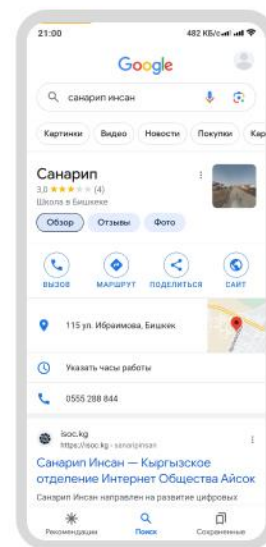 21:00 482 КБ/с
Google
санарип инсан
Картинки Видео Новости Покупки Кар
Санарип
3,0 (4)
Школа в Бишкеке
Обзор Отзывы Фото
ВЫЗОВ МАРШРУТ ПОДЕЛИТЬСЯ САЙТ
115 ул. Ибраимова, Бишкек
Указать часы работы
0555 288 844
isoc.kg
https://isoc.kg › sanaripinsan
Санарип Инсан — Кыргызское
отделение Интернет Общества Айсок
Санарип Инсан направлен на развитие цифровых
Рекомендации Поиск Сохраненные